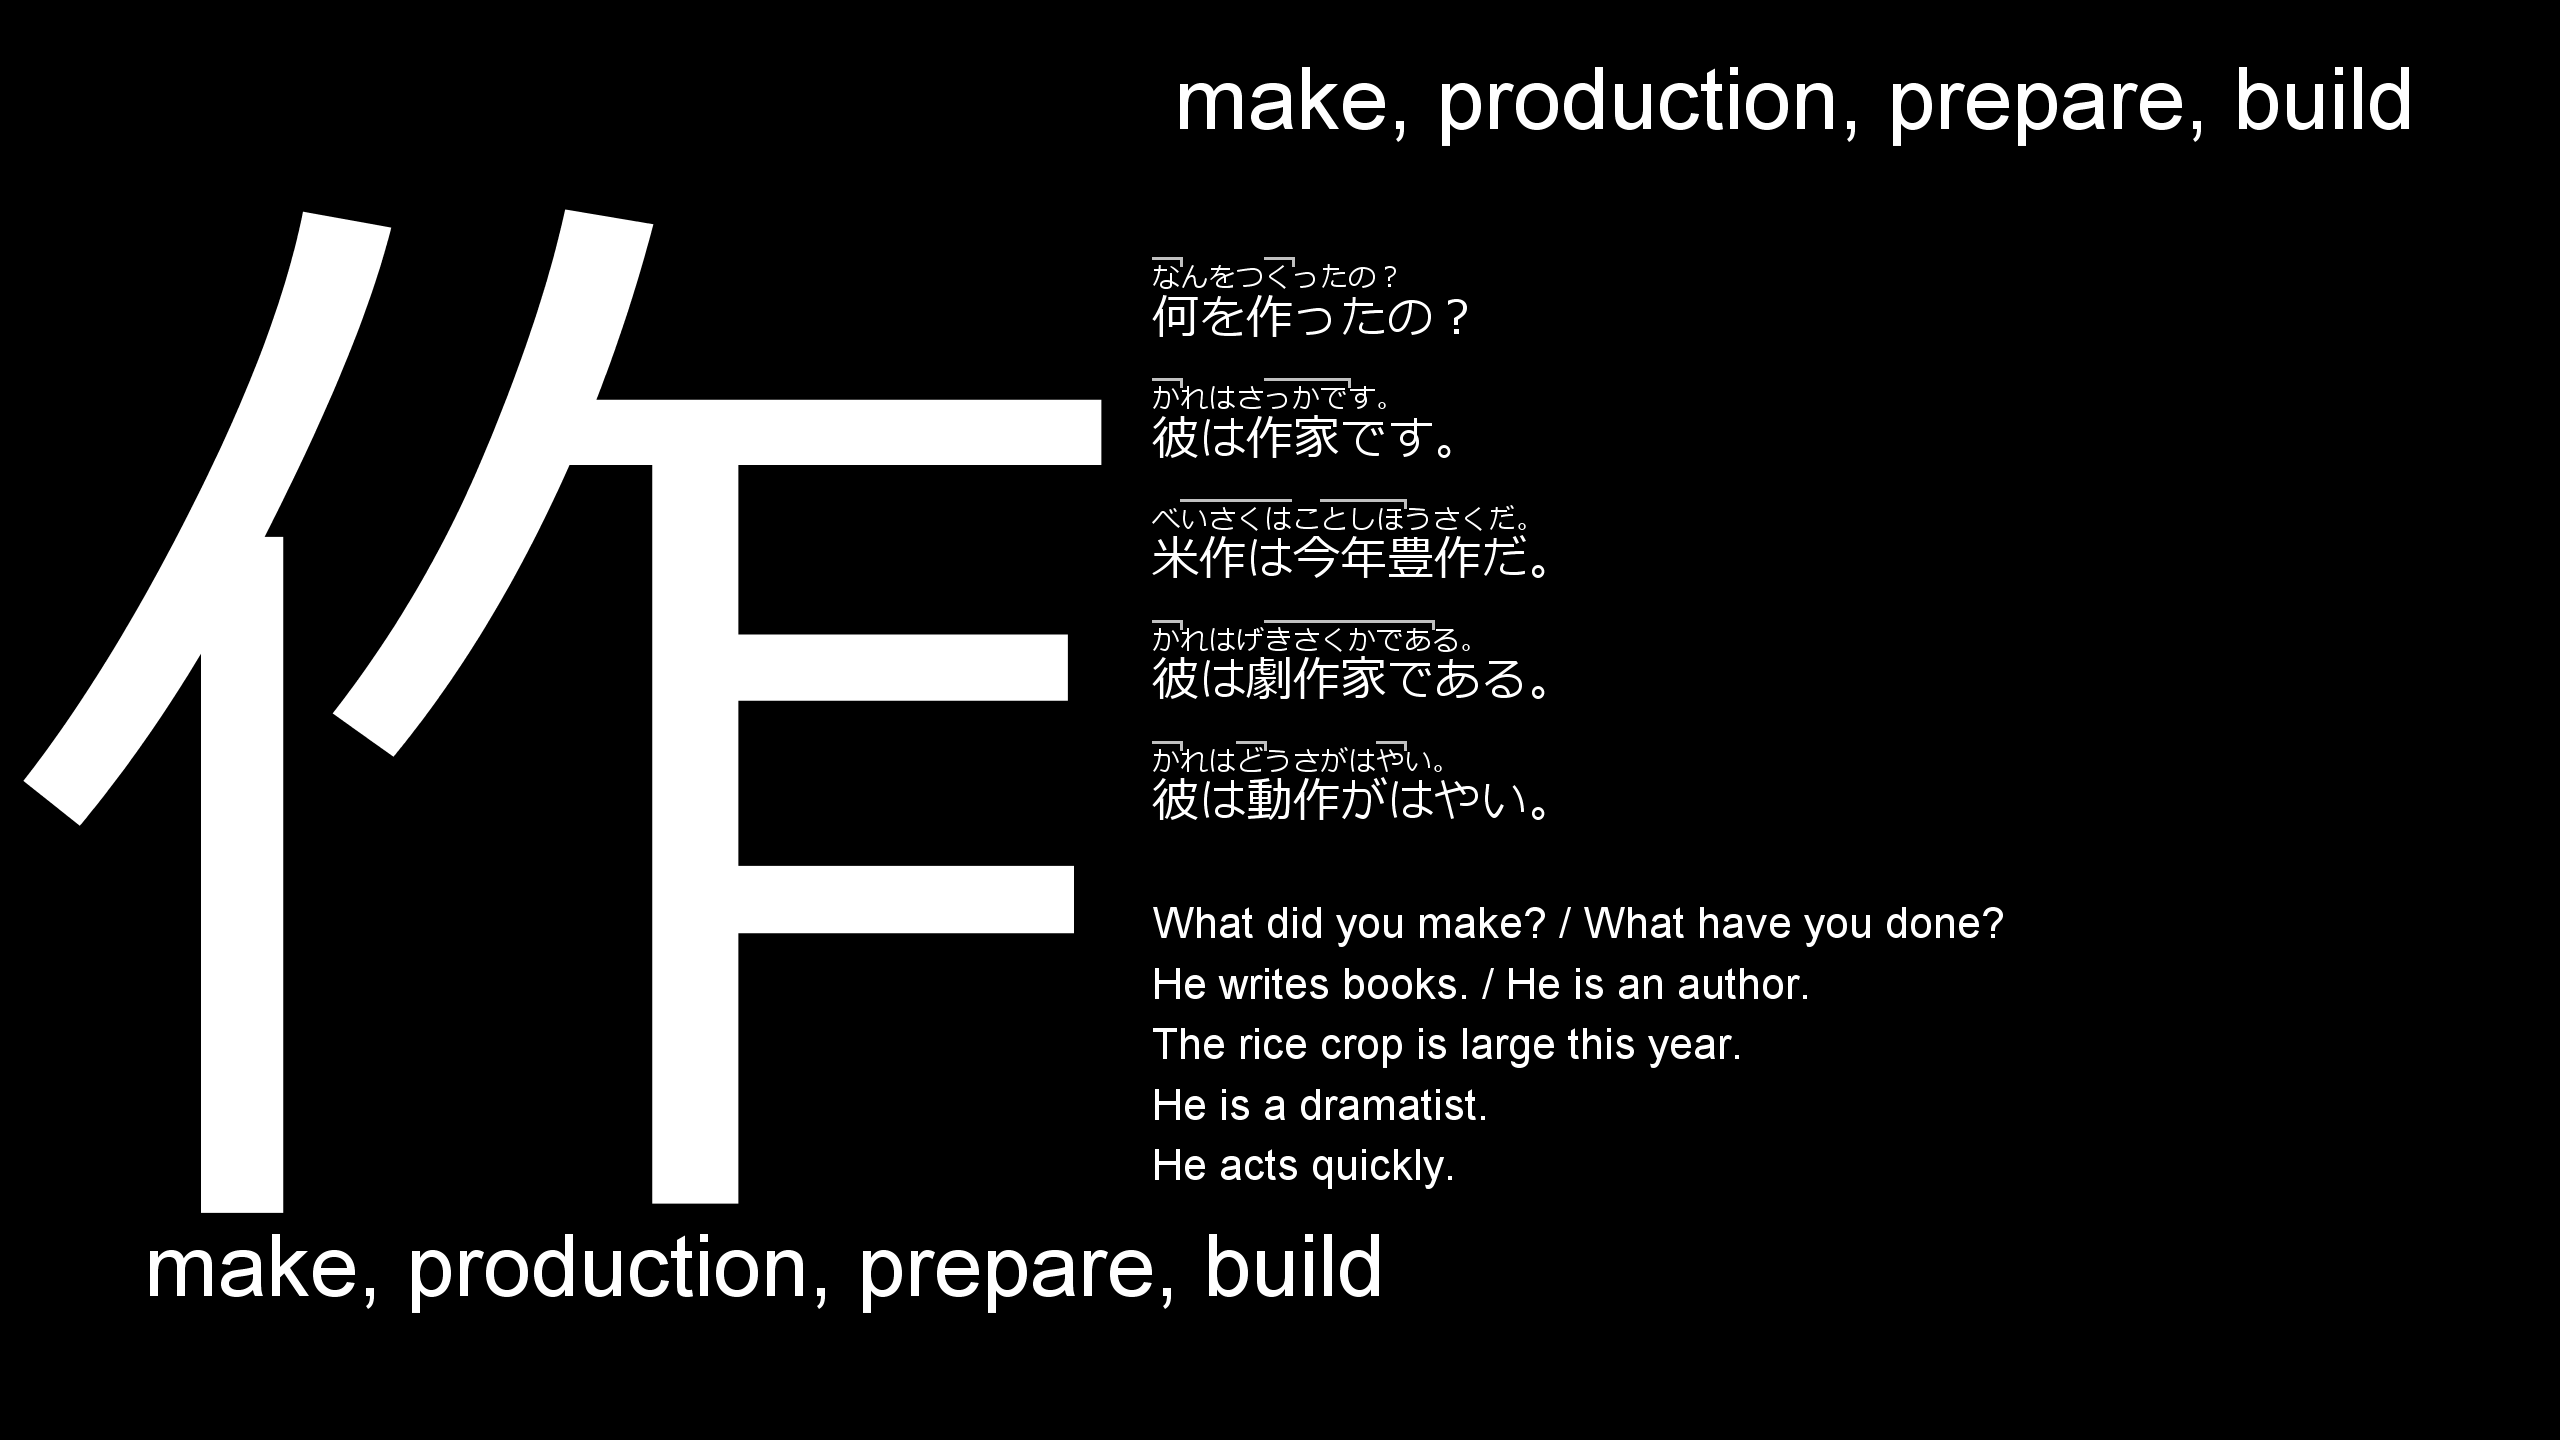 make, production, prepare, build
作
なんをつくったの？
何を作ったの？
かれはさっかです。
彼は作家です。
べいさくはことしほうさくだ。
米作は今年豊作だ。
かれはげきさくかである。
彼は劇作家である。
かれはどうさがはやい。
彼は動作がはやい。
What did you make? / What have you done?
He writes books. / He is an author.
The rice crop is large this year.
He is a dramatist.
He acts quickly.
make, production, prepare, build